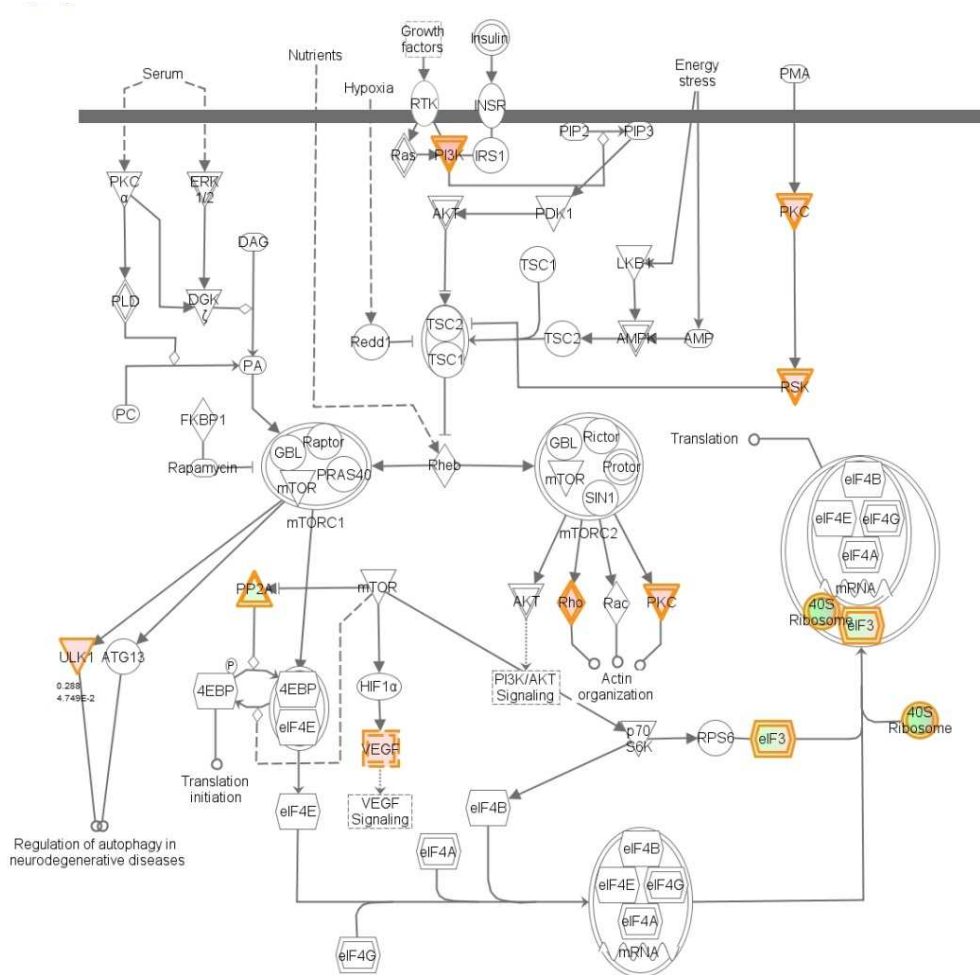 Growth
factors
Insulin
Nutrients
Serum
Hypoxia
Energy
stress
PMA
RTK
INSR
PIP2
PIP3
Ras
PI3K
IRS1
PKC
α
ERK
1/2
AKT
PDK1
PKC
DAG
TSC1
LKB1
PLD
DGK
ζ
TSC2
Redd1
TSC2
AMPK
AMP
TSC1
PA
RSK
PC
FKBP1
Raptor
GBL
Rapamycin
PRAS40
mTOR
mTORC1
Rheb
GBL
Rictor
mTOR
Protor
SIN1
mTORC2
Translation
eIF4B
eIF4E
eIF4G
eIF4A
mRNA
40S
Ribosome
eIF3
PP2A
mTOR
AKT
Rho
Rac
PKC
ULK1
ATG13
0.288
4.749E-2
P
4EBP
4EBP
eIF4E
HIF1α
PI3K/AKT
Signaling
Actin
organization
VEGF
p70
S6K
RPS6
eIF3
40S
Ribosome
Translation
initiation
VEGF
Signaling
eIF4E
eIF4B
Regulation of autophagy in
neurodegenerative diseases
eIF4A
eIF4B
eIF4E
eIF4G
eIF4A
mRNA
eIF4G